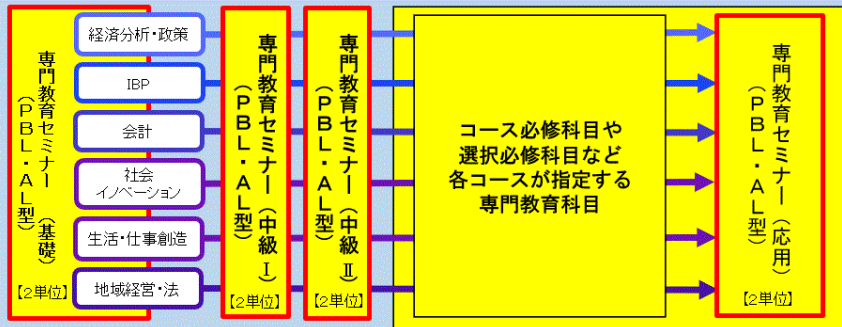 専門教育セミナー(基礎)
(PBL・AL型)
【2単位】
経済分析・政策
IBP
会計
社会
イノベーション
生活・仕事創造
地域経営・法
専門教育セミナー(中級Ⅰ)
(PBL・AL型)
【2単位】
専門教育セミナー(中級Ⅱ)
(PBL・AL型)
【2単位】
コース必修科目や
選択必修科目など
各コースが指定する
専門教育科目
専門教育セミナー(応用)
(PBL・AL型)
【2単位】